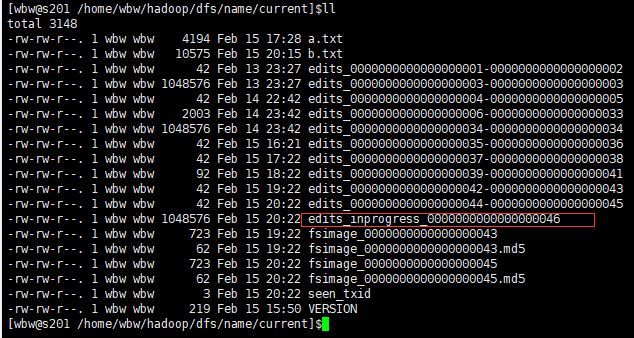 [wbw@s201 /home/wbw/hadoop/dfs/name/current]$ll
total 3148
-rw-rw-r--. 1 wbw wbw    4194 Feb 15 17:28 a.txt
-rw-rw-r--. 1 wbw wbw   10575 Feb 15 20:15 b.txt
-rw-rw-r--. 1 wbw wbw      42 Feb 13 23:27 edits_0000000000000000001-0000000000000000002
-rw-rw-r--. 1 wbw wbw 1048576 Feb 13 23:27 edits_0000000000000000003-0000000000000000003
-rw-rw-r--. 1 wbw wbw      42 Feb 14 22:42 edits_0000000000000000004-0000000000000000005
-rw-rw-r--. 1 wbw wbw    2003 Feb 14 23:42 edits_0000000000000000006-0000000000000000033
-rw-rw-r--. 1 wbw wbw 1048576 Feb 14 23:42 edits_0000000000000000034-0000000000000000034
-rw-rw-r--. 1 wbw wbw      42 Feb 15 16:21 edits_0000000000000000035-0000000000000000036
-rw-rw-r--. 1 wbw wbw      42 Feb 15 17:22 edits_0000000000000000037-0000000000000000038
-rw-rw-r--. 1 wbw wbw      92 Feb 15 18:22 edits_0000000000000000039-0000000000000000041
-rw-rw-r--. 1 wbw wbw      42 Feb 15 19:22 edits_0000000000000000042-0000000000000000043
-rw-rw-r--. 1 wbw wbw      42 Feb 15 20:22 edits_0000000000000000044-0000000000000000045
-rw-rw-r--. 1 wbw wbw 1048576 Feb 15 20:22 edits_inprogress_0000000000000000046
-rw-rw-r--. 1 wbw wbw     723 Feb 15 19:22 fsimage_0000000000000000043
-rw-rw-r--. 1 wbw wbw      62 Feb 15 19:22 fsimage_0000000000000000043.md5
-rw-rw-r--. 1 wbw wbw     723 Feb 15 20:22 fsimage_0000000000000000045
-rw-rw-r--. 1 wbw wbw      62 Feb 15 20:22 fsimage_0000000000000000045.md5
-rw-rw-r--. 1 wbw wbw       3 Feb 15 20:22 seen_txid
-rw-rw-r--. 1 wbw wbw     219 Feb 15 15:50 VERSION
[wbw@s201 /home/wbw/hadoop/dfs/name/current]$